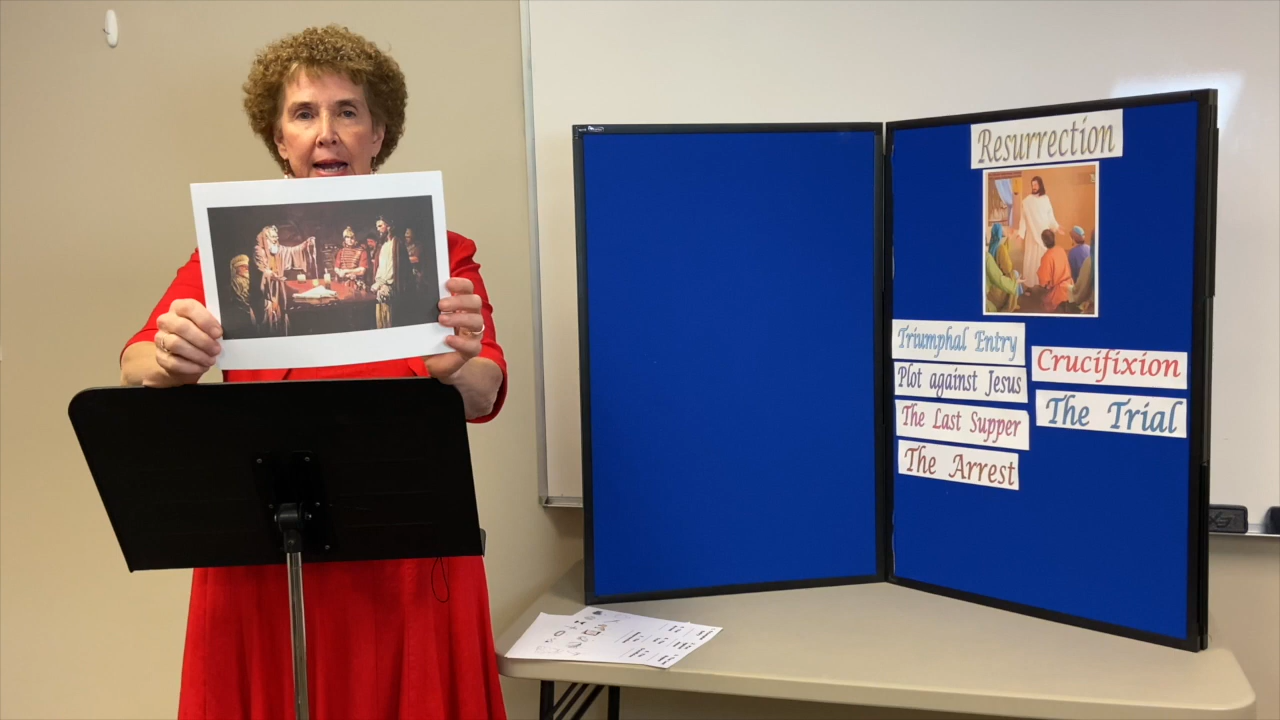 Resurrection
Triumphal Entry
Plot against Jesus
The Last Supper
The Arrest
Crucifixion
The Trial